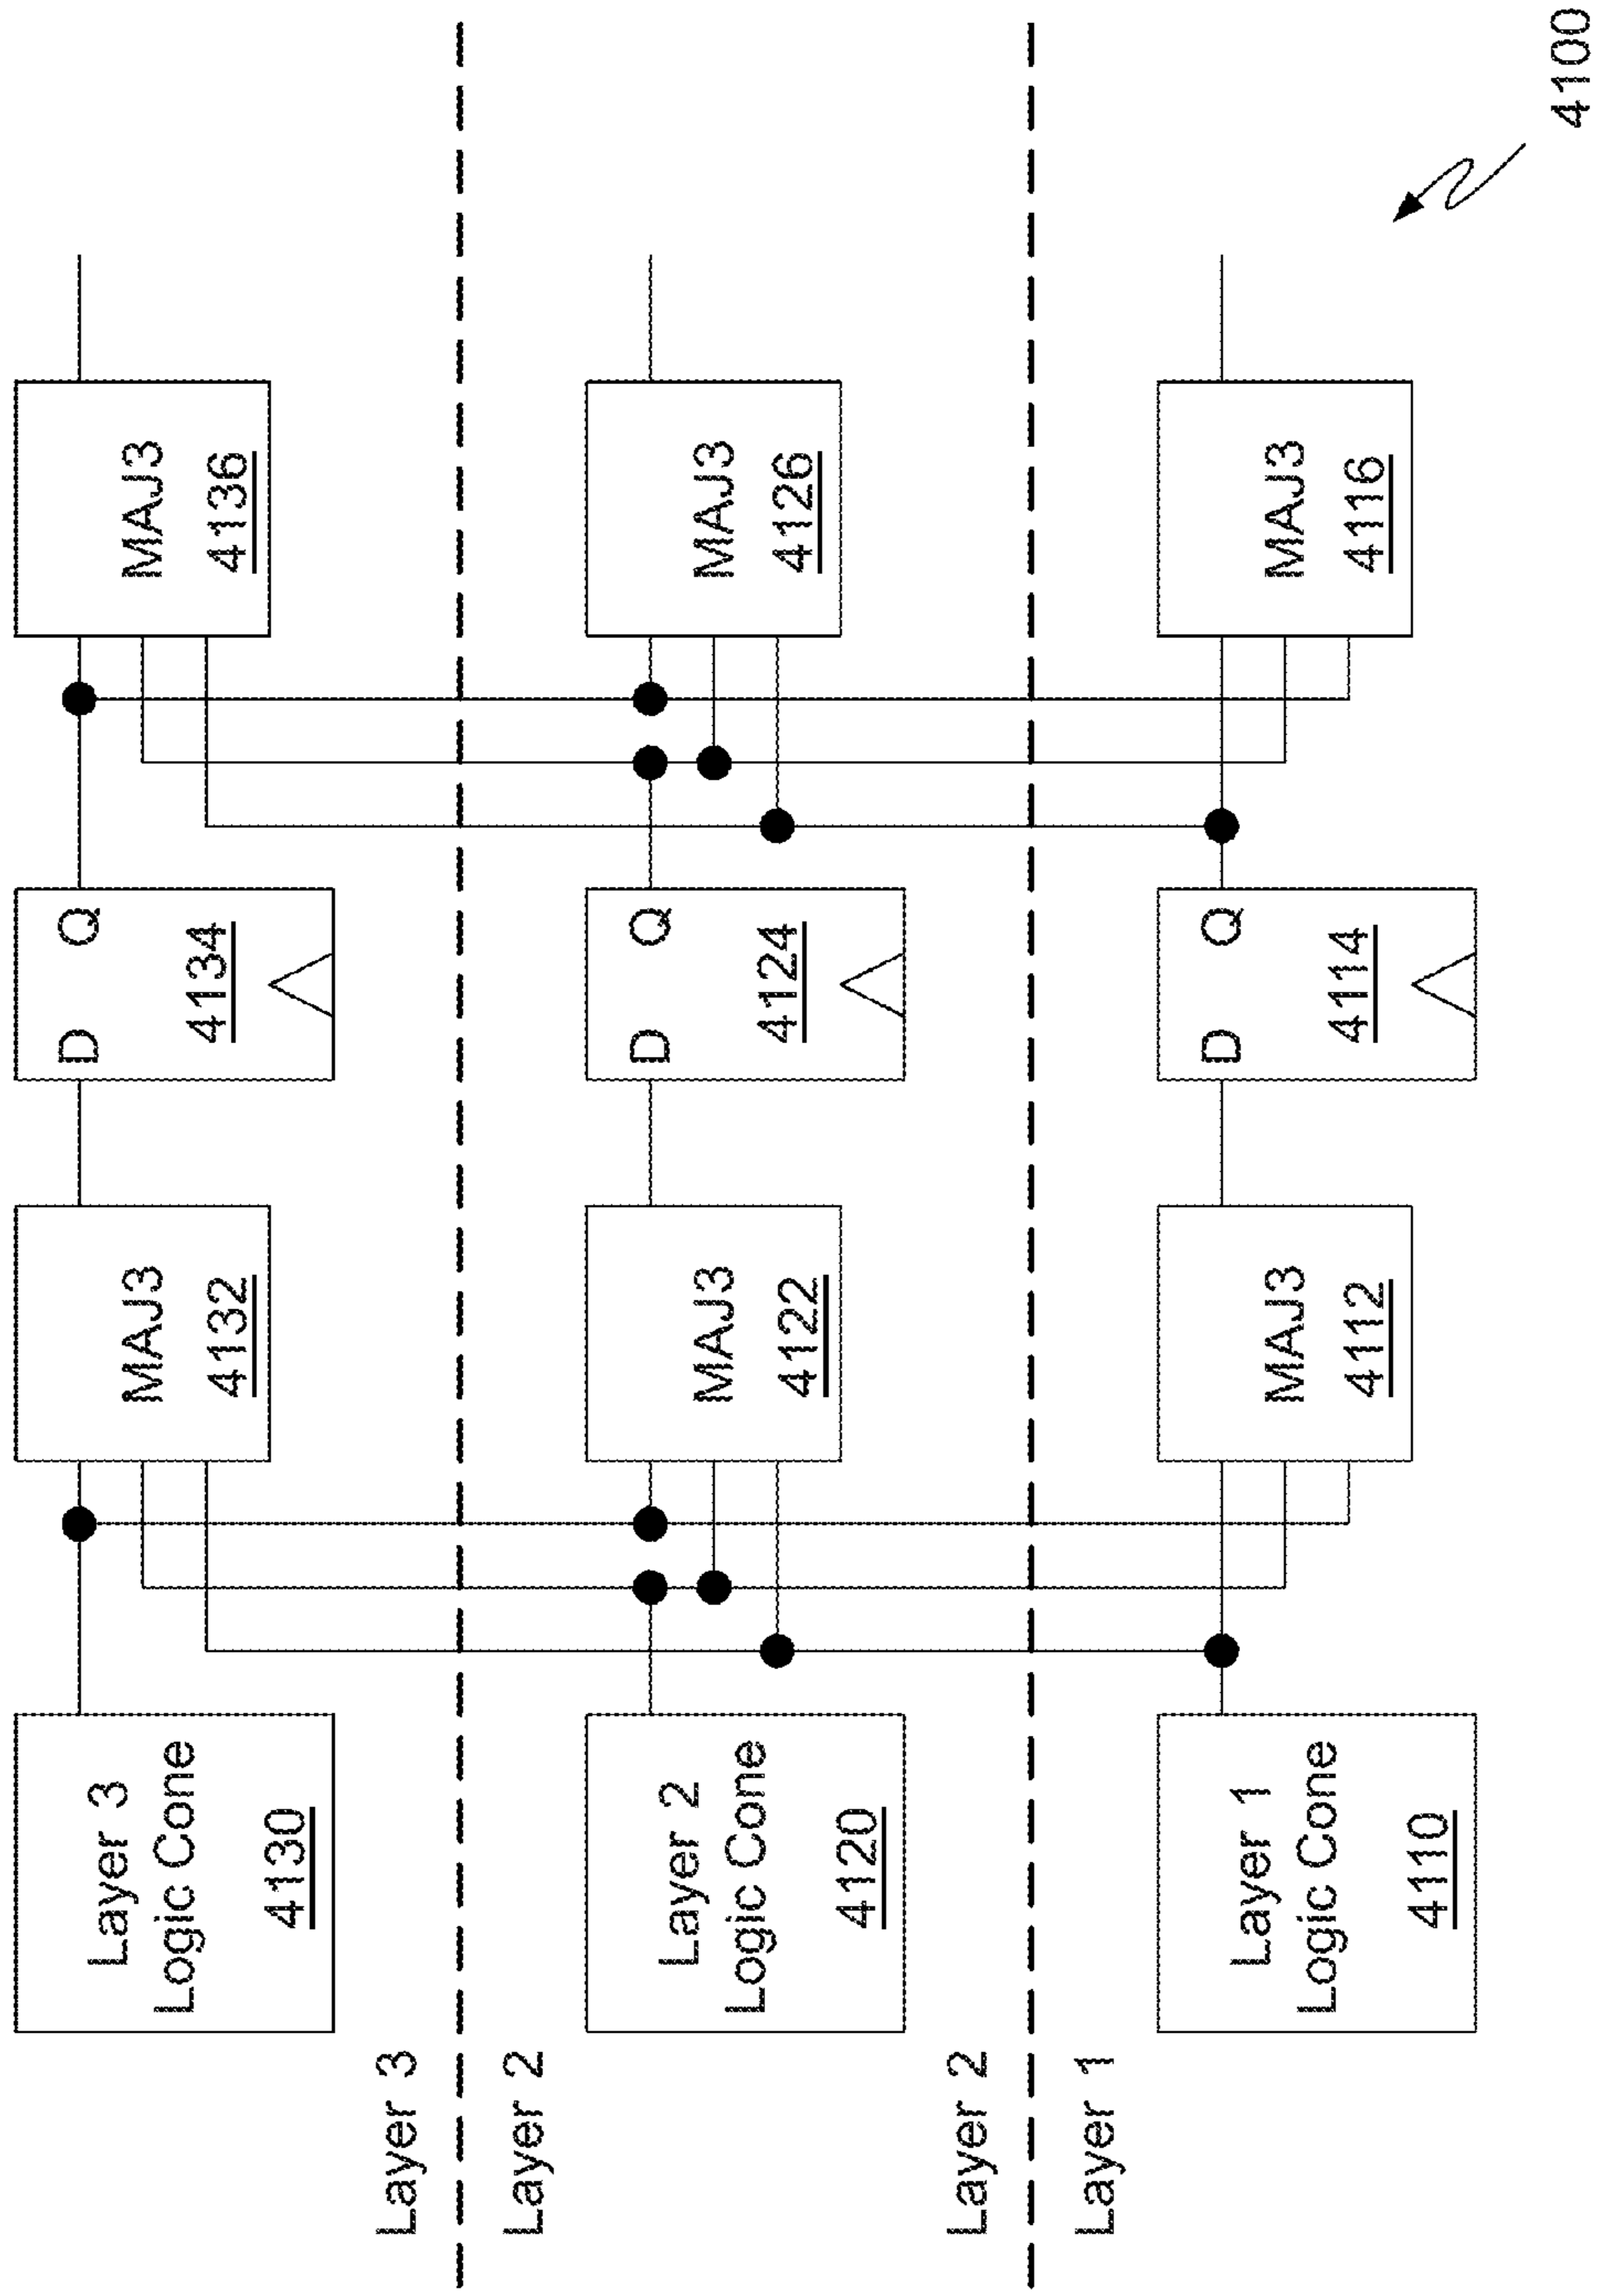 Layer 3
Logic Cone
4130
MAJ3
4132
D Q
4134
MAJ3
4136
Layer 3
Layer 2
Layer 2
Logic Cone
4120
MAJ3
4122
D Q
4124
MAJ3
4126
Layer 2
Layer 1
Layer 1
Logic Cone
4110
MAJ3
4112
D Q
4114
MAJ3
4116
4100